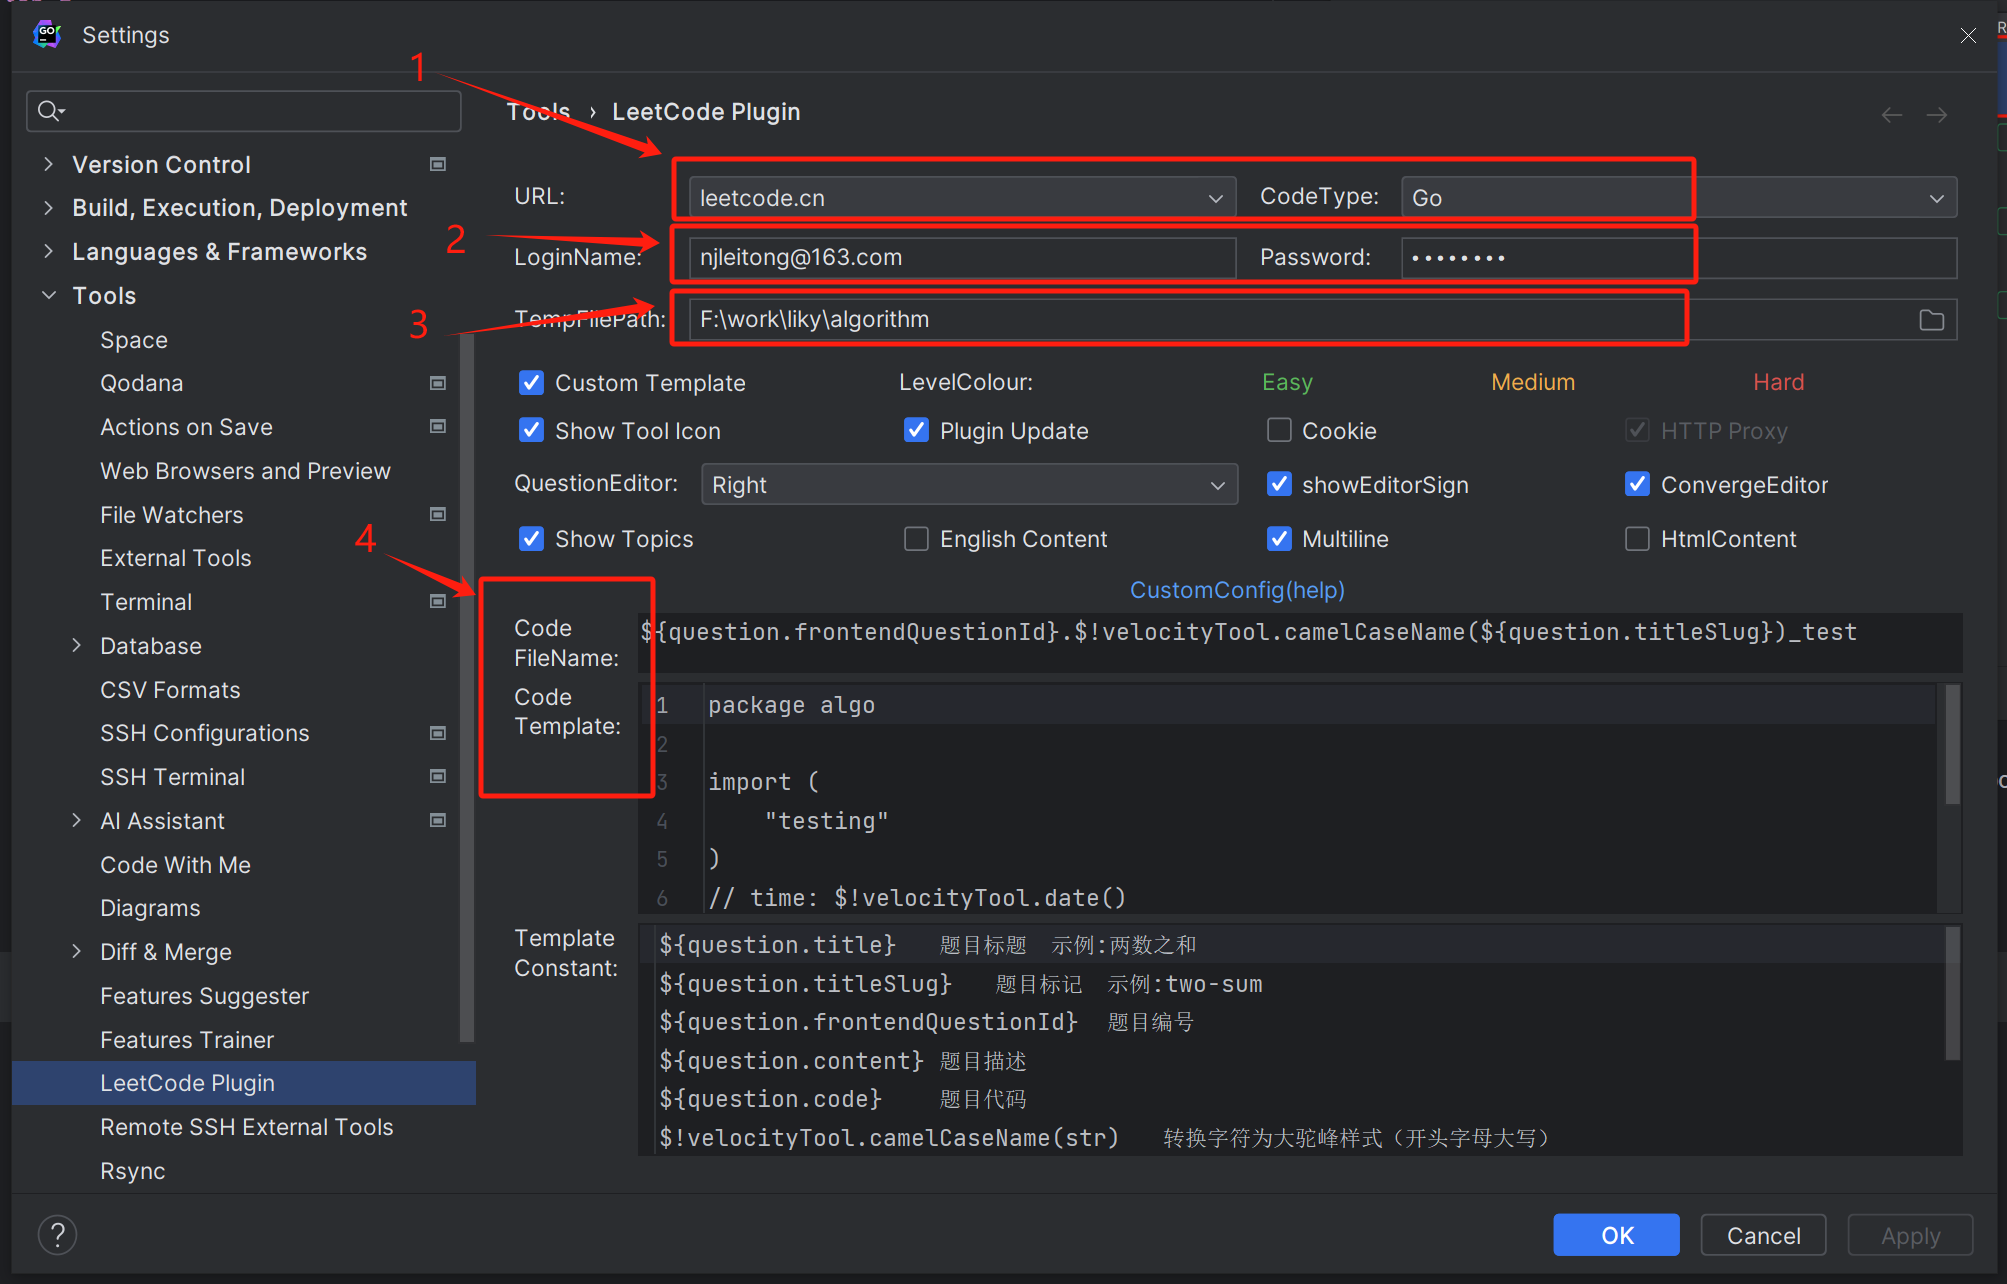 GO
Settings
1
Tools › LeetCode Plugin
Version Control
Build, Execution, Deployment
Languages & Frameworks
Tools
Space
Qodana
Actions on Save
Web Browsers and Preview
File Watchers
External Tools
Terminal
Database
CSV Formats
SSH Configurations
SSH Terminal
AI Assistant
Code With Me
Diagrams
Diff & Merge
Features Suggester
Features Trainer
LeetCode Plugin
Remote SSH External Tools
Rsync
URL: leetcode.cn CodeType: Go
2
LoginName: njleitong@163.com Password: ••••••••
3
TempFilePath: F:\work\liky\algorithm
Custom Template LevelColour: Easy Medium Hard
Show Tool Icon Plugin Update Cookie HTTP Proxy
QuestionEditor: Right showEditorSign ConvergeEditor
4
Show Topics English Content Multiline HtmlContent
CustomConfig(help)
Code
FileName:
${question.frontendQuestionId}.$!velocityTool.camelCaseName(${question.titleSlug})_test
Code
Template:
1 package algo
2
3 import (
4 "testing"
5 )
6 // time: $!velocityTool.date()
Template
Constant:
${question.title} 题目标题 示例:两数之和
${question.titleSlug} 题目标记 示例:two-sum
${question.frontendQuestionId} 题目编号
${question.content} 题目描述
${question.code} 题目代码
$!velocityTool.camelCaseName(str) 转换字符为大驼峰样式（开头字母大写）
?
OK Cancel Apply